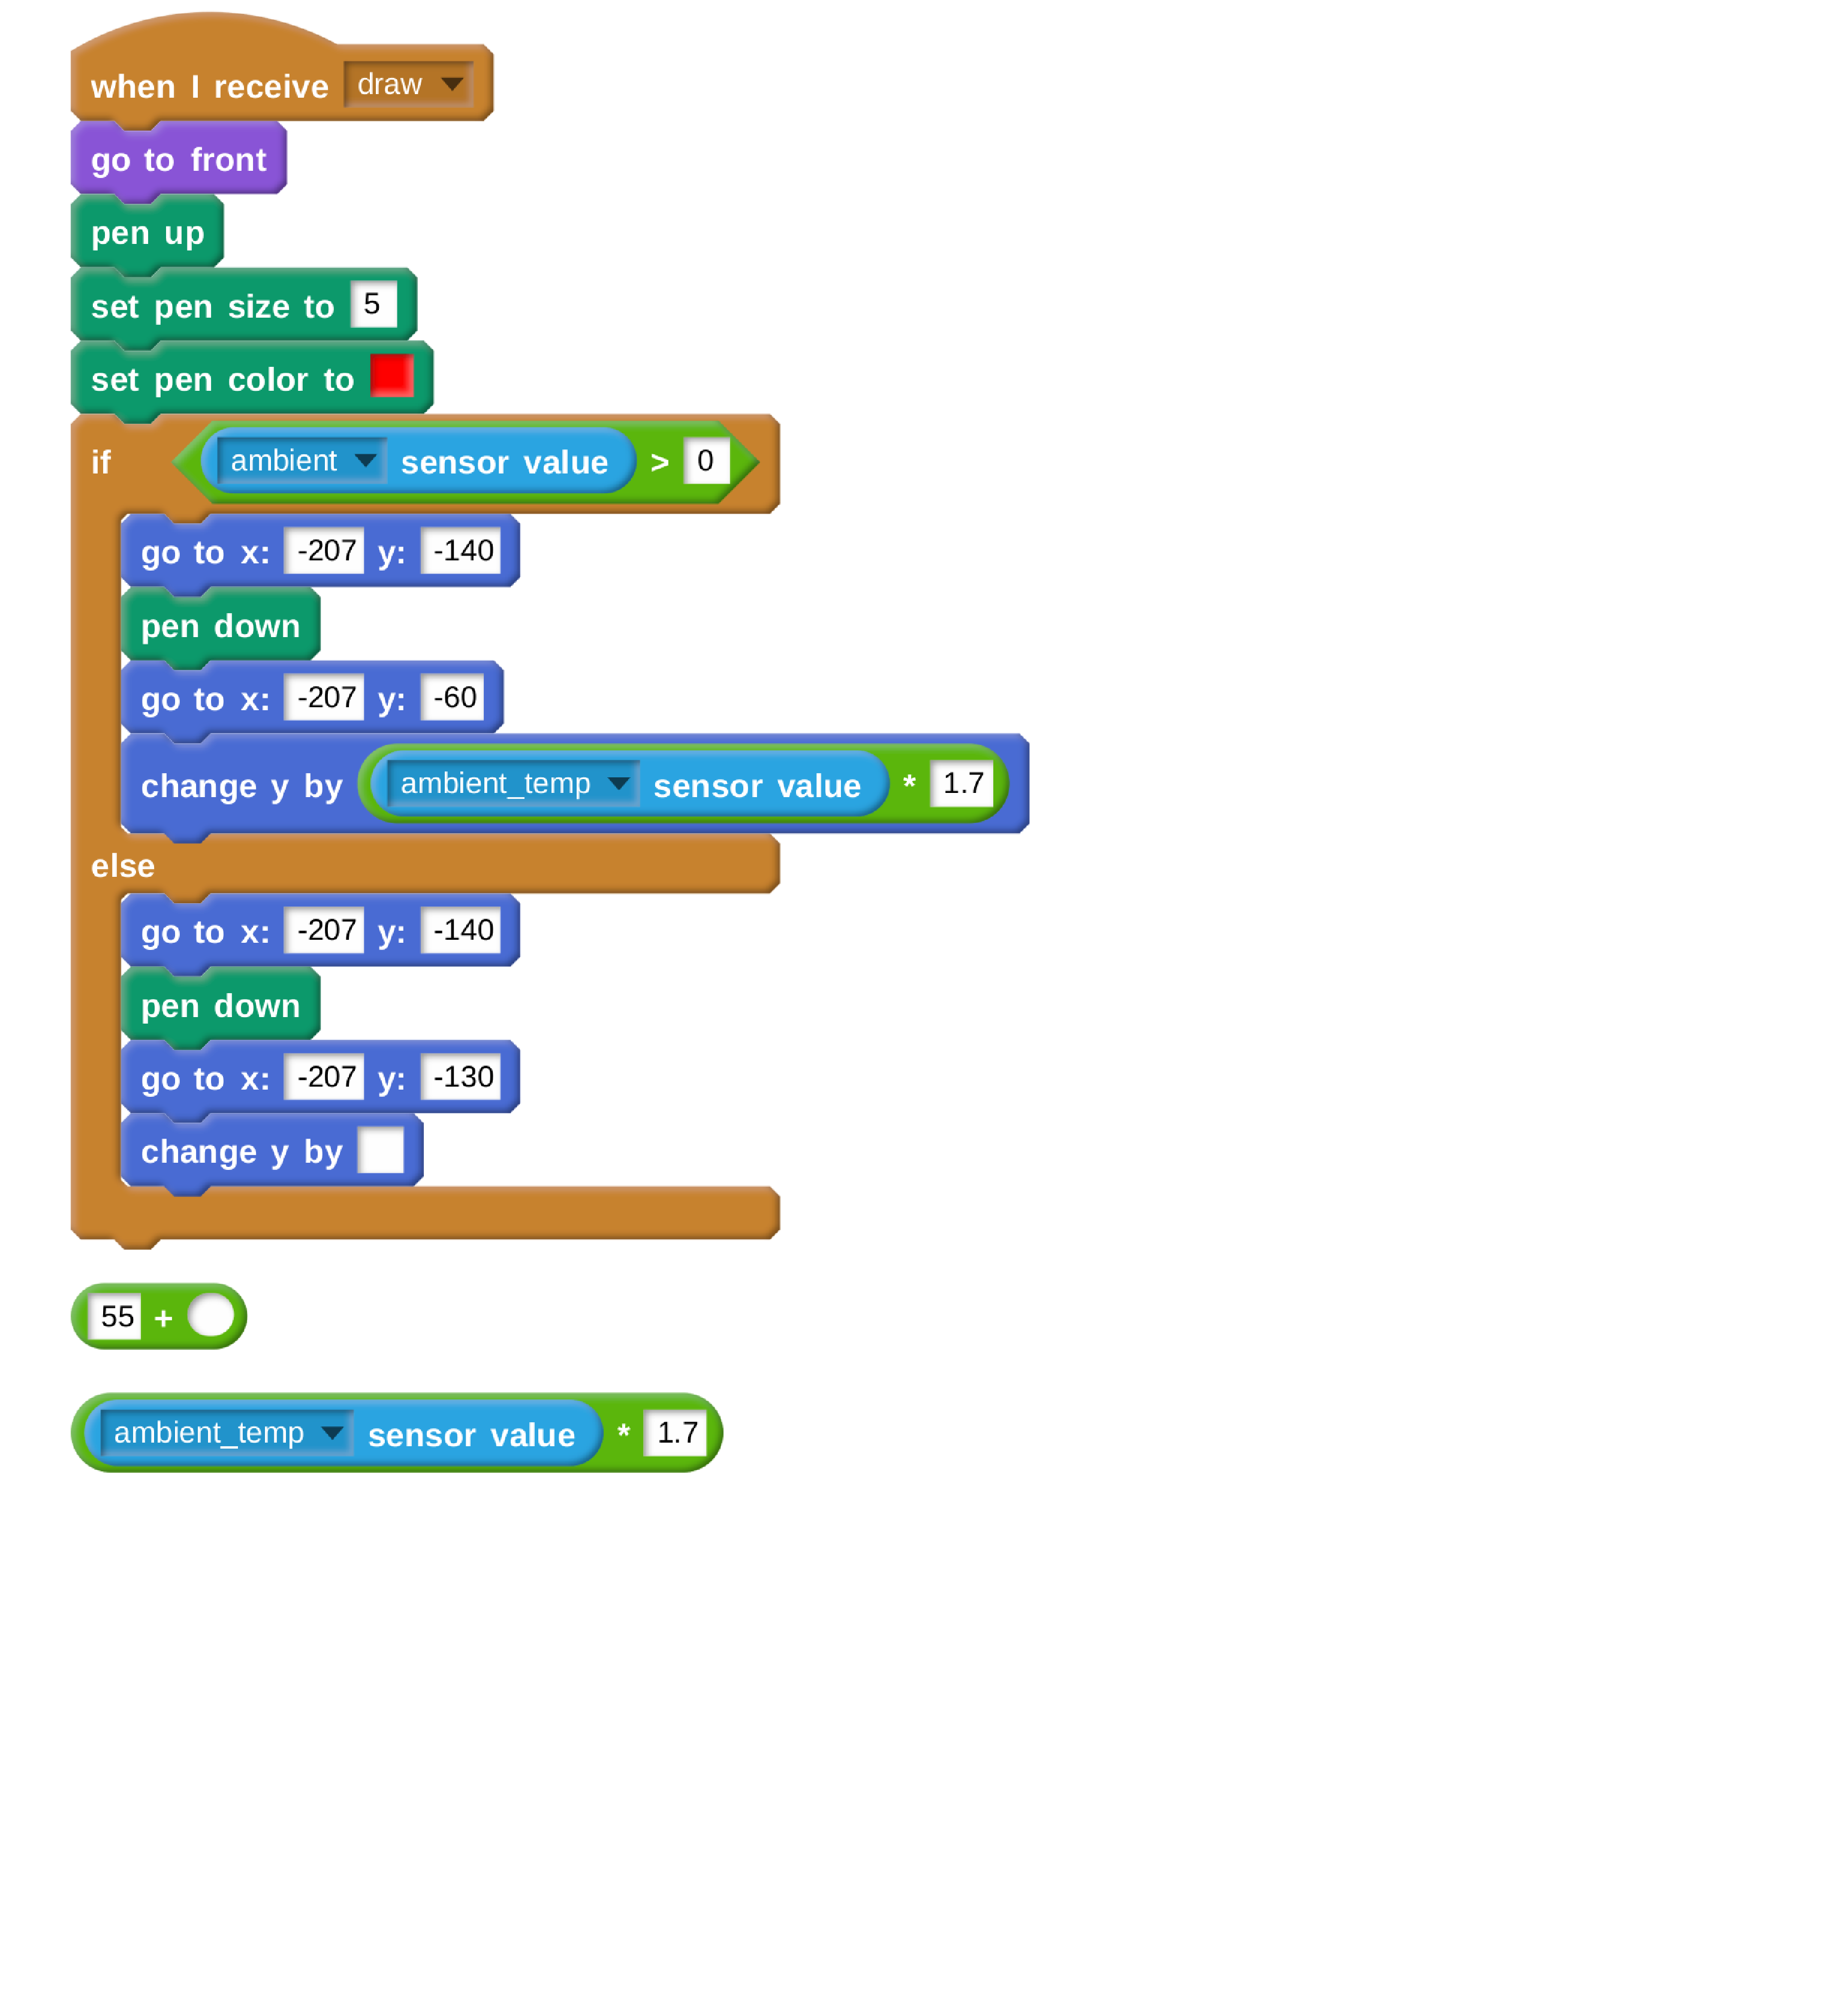 when I receive draw
go to front
pen up
set pen size to 5
set pen color to
if ambient sensor value > 0
go to x: -207 y: -140
pen down
go to x: -207 y: -60
change y by ambient_temp sensor value * 1.7
else
go to x: -207 y: -140
pen down
go to x: -207 y: -130
change y by
55 +
ambient_temp sensor value * 1.7